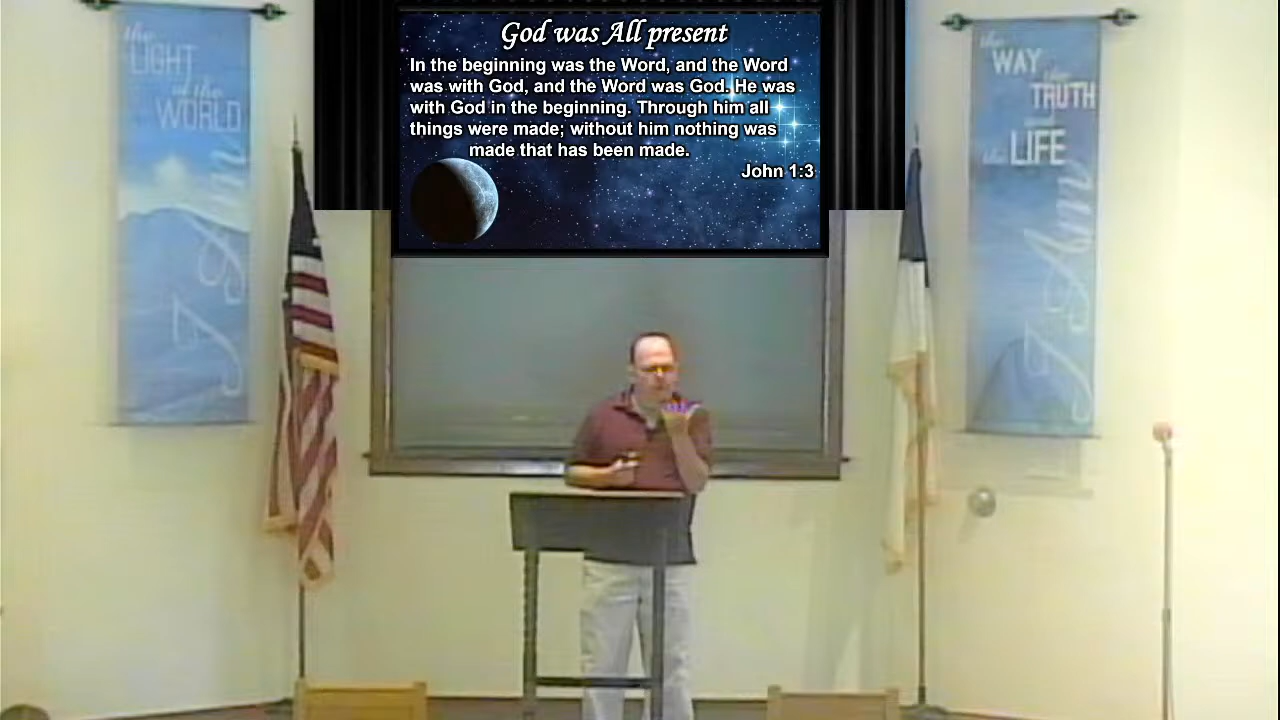 the
LIGHT
of the
WORLD
I Am
God was All present
In the beginning was the Word, and the Word
was with God, and the Word was God. He was
with God in the beginning. Through him all
things were made; without him nothing was
made that has been made.
John 1:3
the
WAY
the
TRUTH
and
the LIFE
I Am